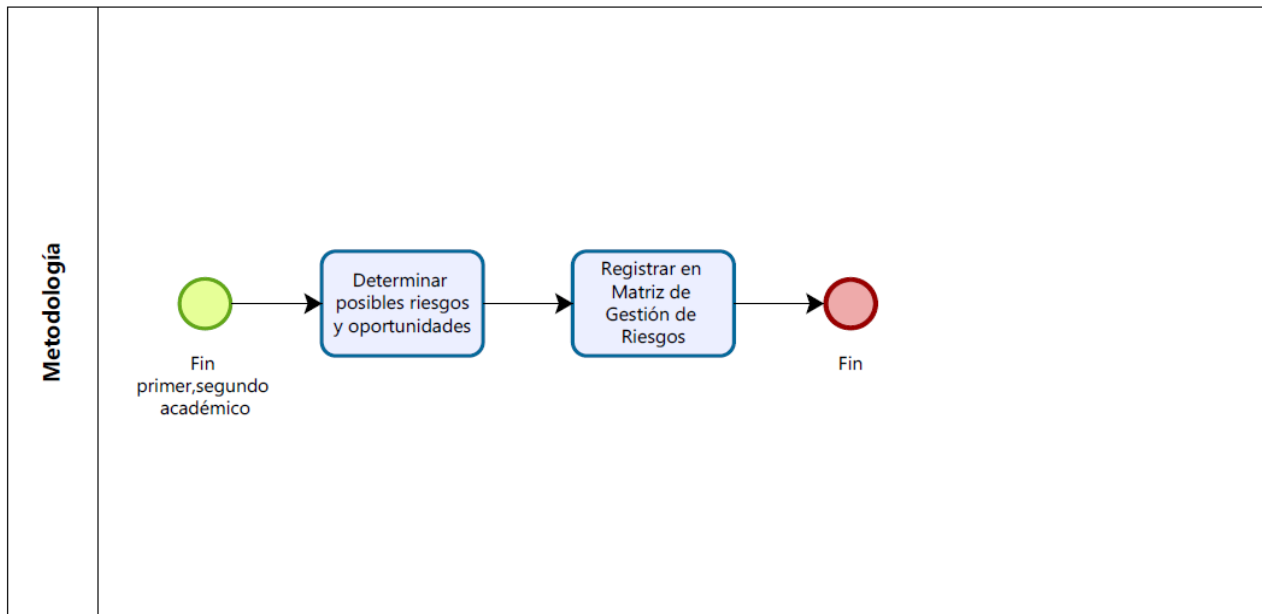 Metodología
Fin
primer,segundo
académico
Determinar
posibles riesgos
y oportunidades
Registrar en
Matriz de
Gestión de
Riesgos
Fin